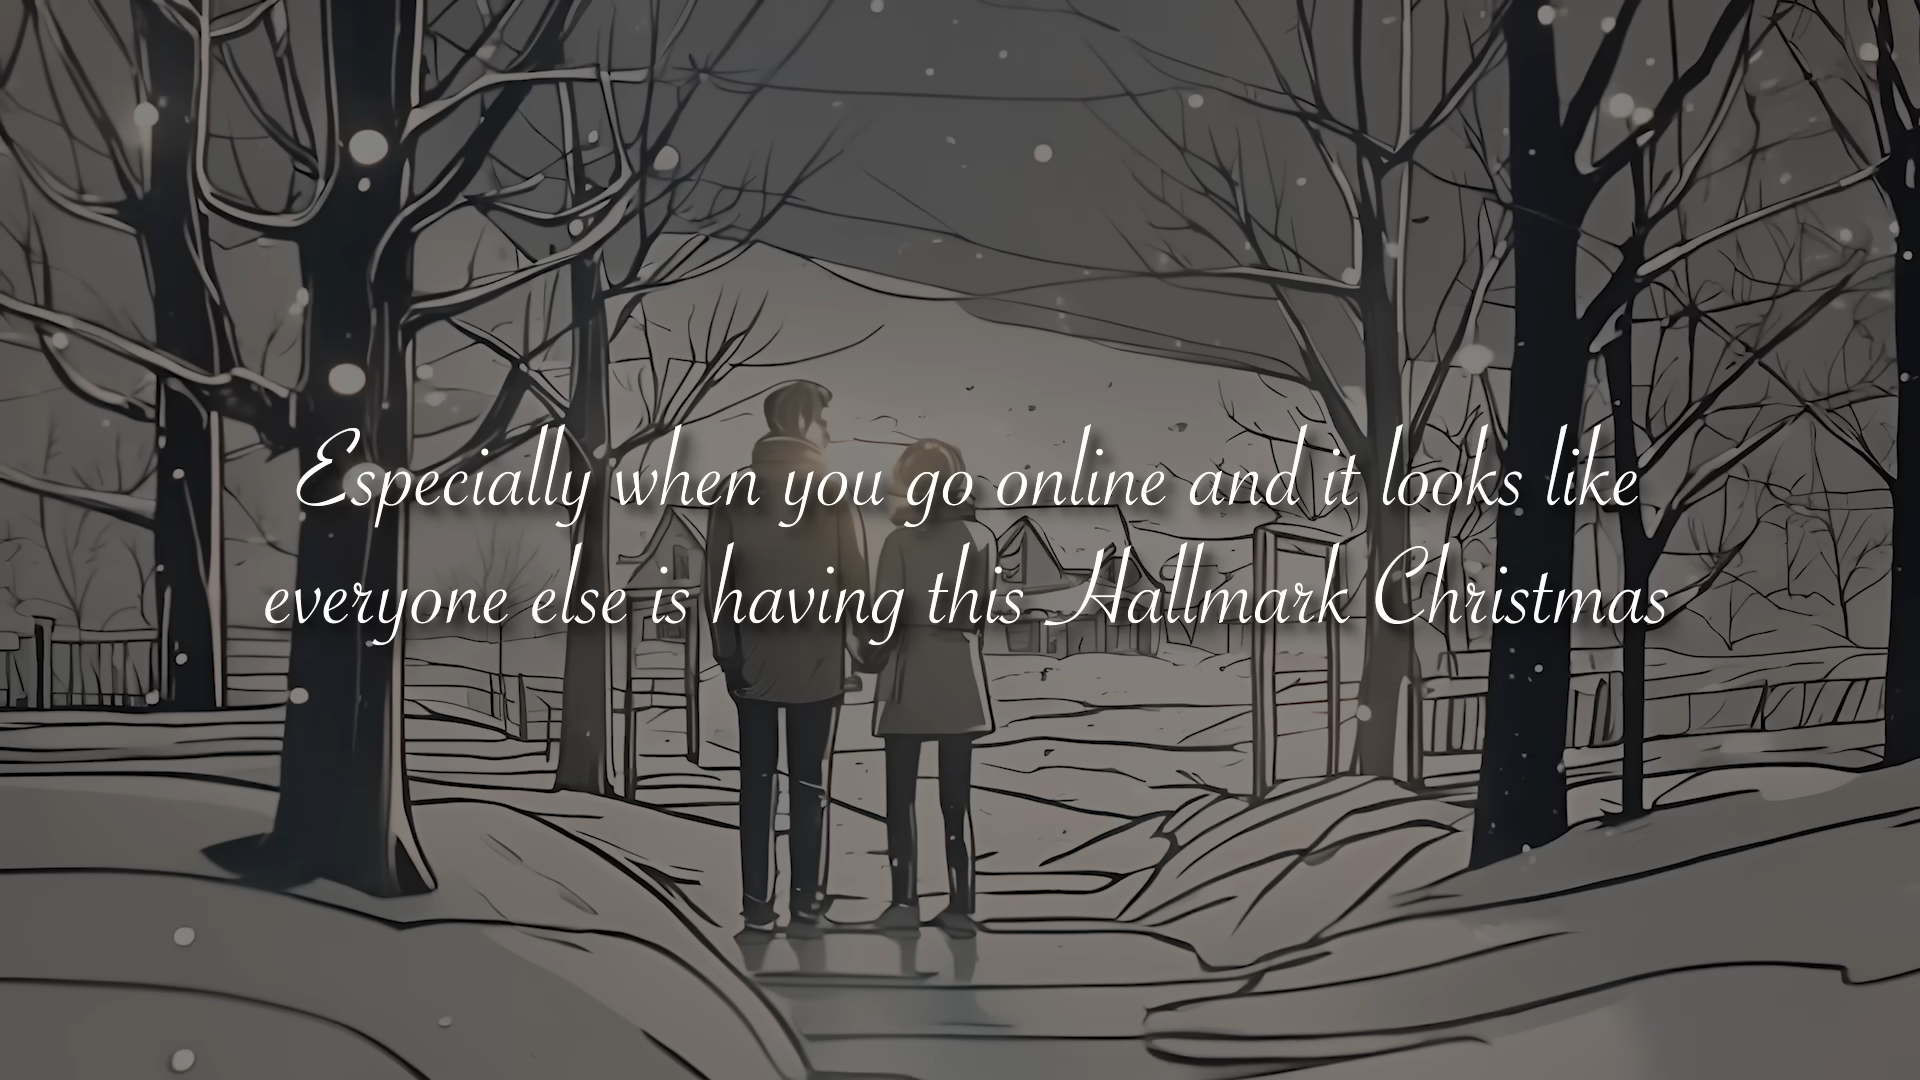 Especially when you go online and it looks like
everyone else is having this Hallmark Christmas